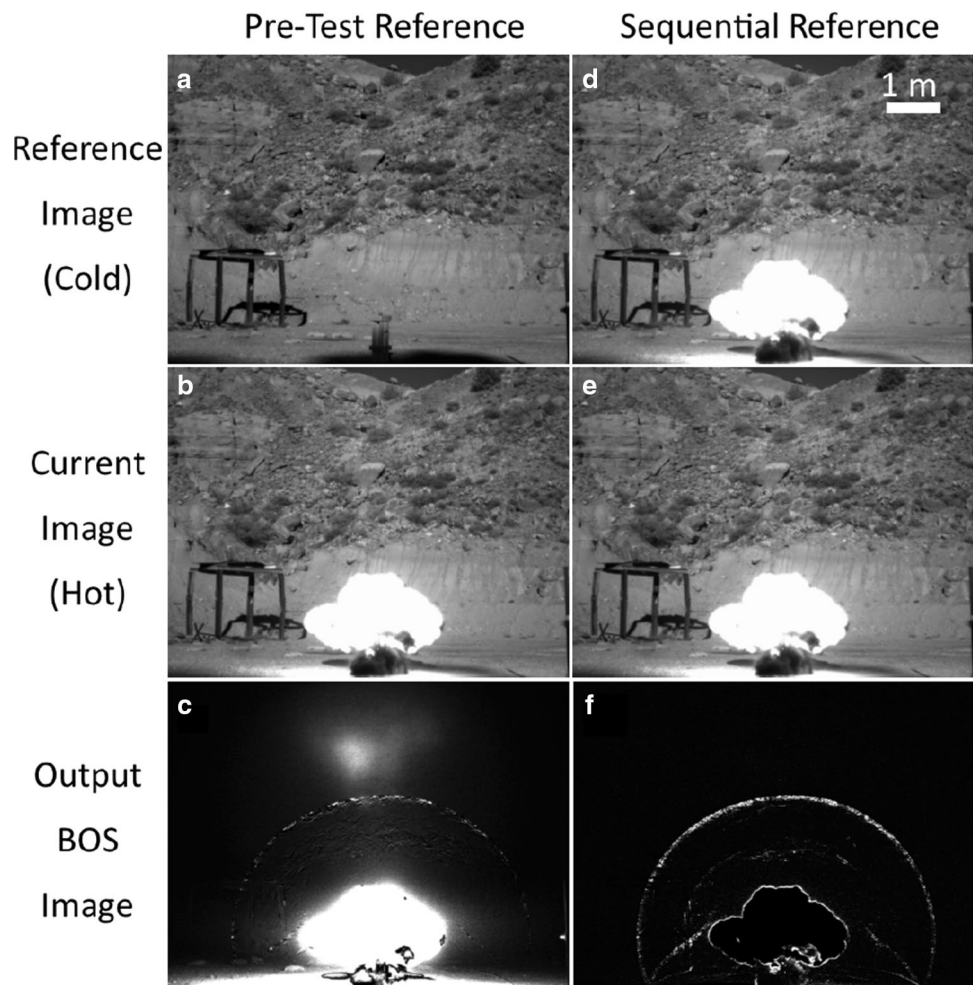 Pre-Test Reference
Sequential Reference
Reference
Image
(Cold)
a
d
1 m
Current
Image
(Hot)
b
e
Output
BOS
Image
c
f